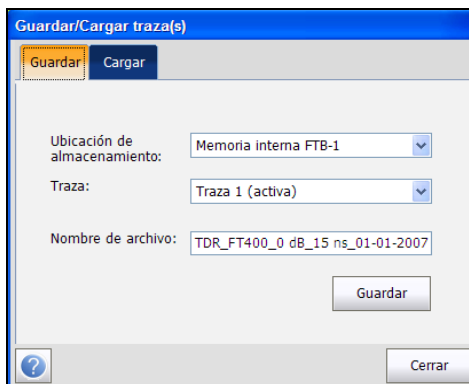 Guardar/Cargar traza(s)
Guardar Cargar
Ubicación de
almacenamiento:
Memoria interna FTB-1
Traza:
Traza 1 (activa)
Nombre de archivo:
TDR_FT400_0 dB_15 ns_01-01-2007
Guardar
?
Cerrar